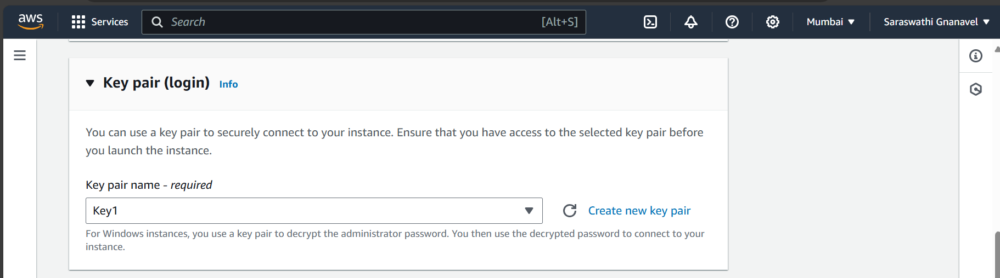 aws Services Search [Alt+S] Mumbai Saraswathi Gnanavel
Key pair (login) Info
You can use a key pair to securely connect to your instance. Ensure that you have access to the selected key pair before
you launch the instance.
Key pair name - required
Key1 Create new key pair
For Windows instances, you use a key pair to decrypt the administrator password. You then use the decrypted password to connect to your
instance.